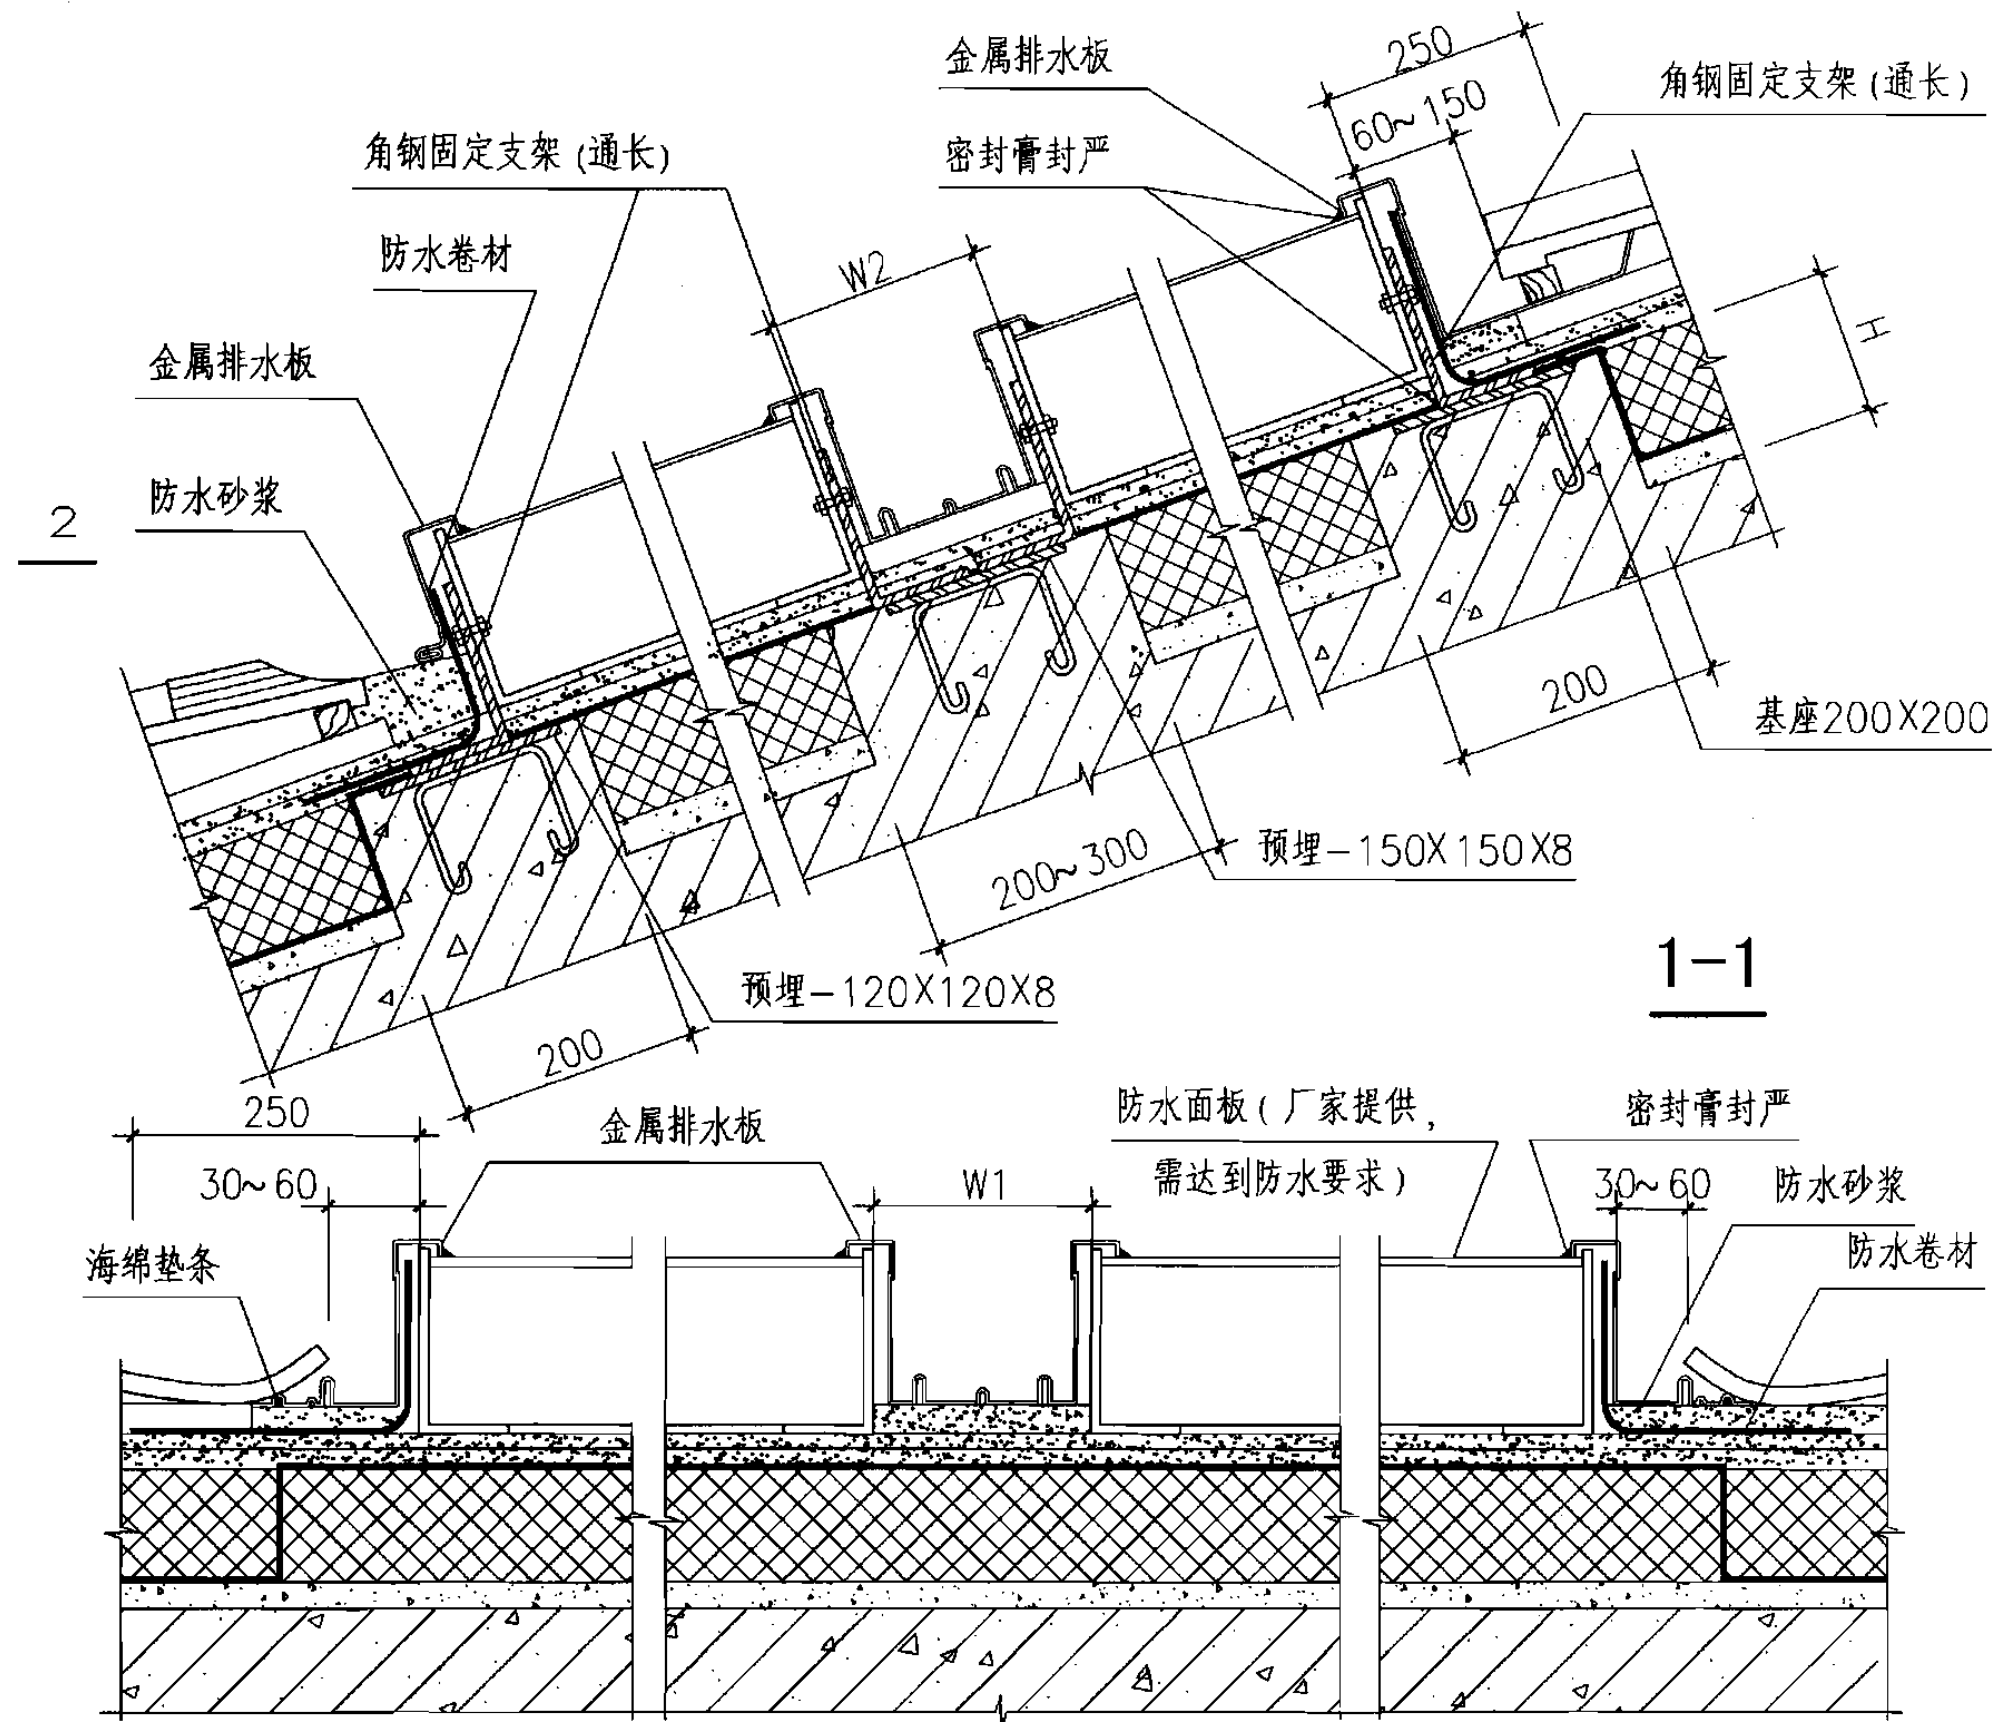 金属排水板
250
角钢固定支架(通长)
60~150
角钢固定支架(通长)
密封膏封严
防水卷材
W2
金属排水板
H
防水砂浆
2
200
基座200X200
200~300
预埋-150X150X8
1-1
预埋-120X120X8
200
250
金属排水板
防水面板(厂家提供,
需达到防水要求)
密封膏封严
30~60
W1
30~60
防水砂浆
海绵垫条
防水卷材